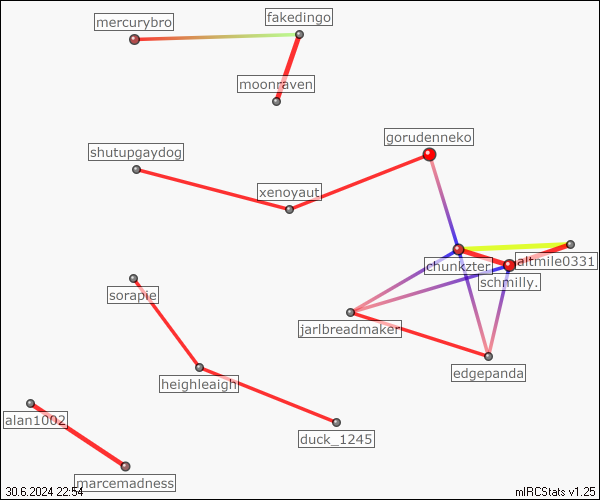 mercurybro
fakedingo
moonraven
gorudenneko
shutupgaydog
xenoyaut
chunkzter
altmile0331
schmilly.
sorapie
jarlbreadmaker
edgepanda
heighleaigh
alan1002
duck_1245
marcemadness
30.6.2024 22:54
mIRCStats v1.25